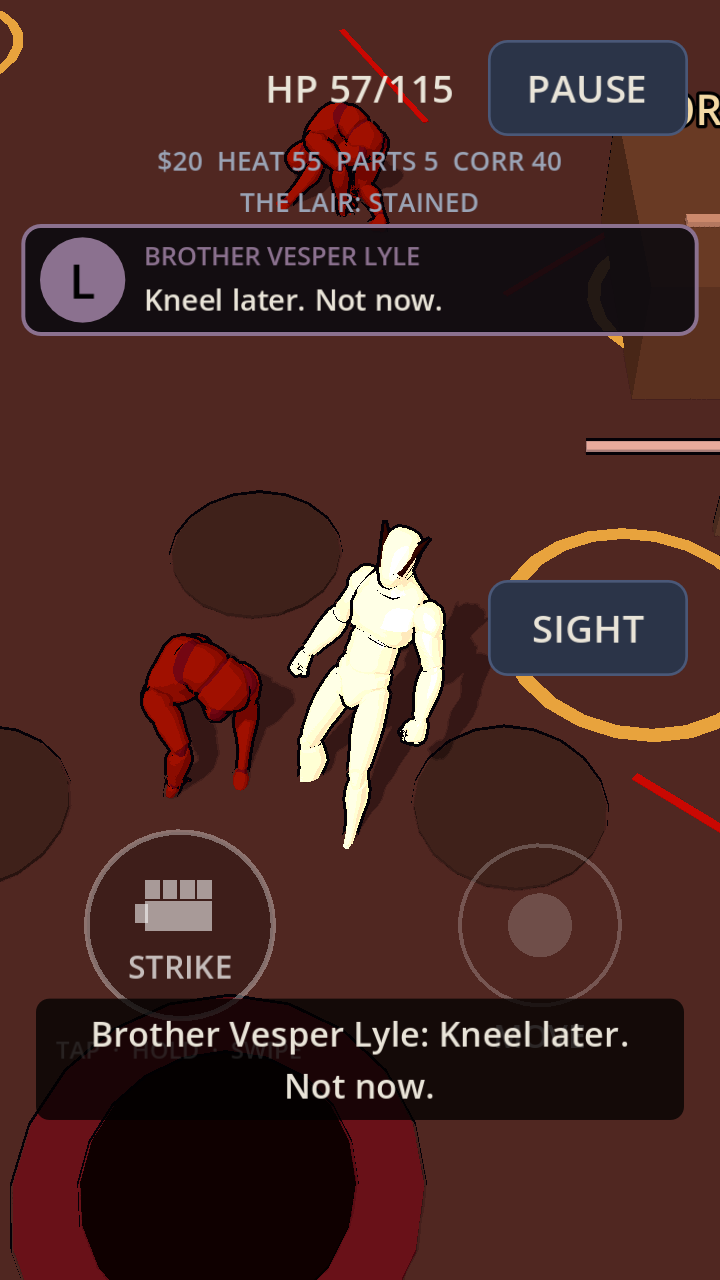 HP 57/115
PAUSE
$20 HEAT 55 PARTS 5 CORR 40
THE LAIR: STAINED
L
BROTHER VESPER LYLE
Kneel later. Not now.
SIGHT
STRIKE
TAP · HOLD · SWIPE
Brother Vesper Lyle: Kneel later.
Not now.